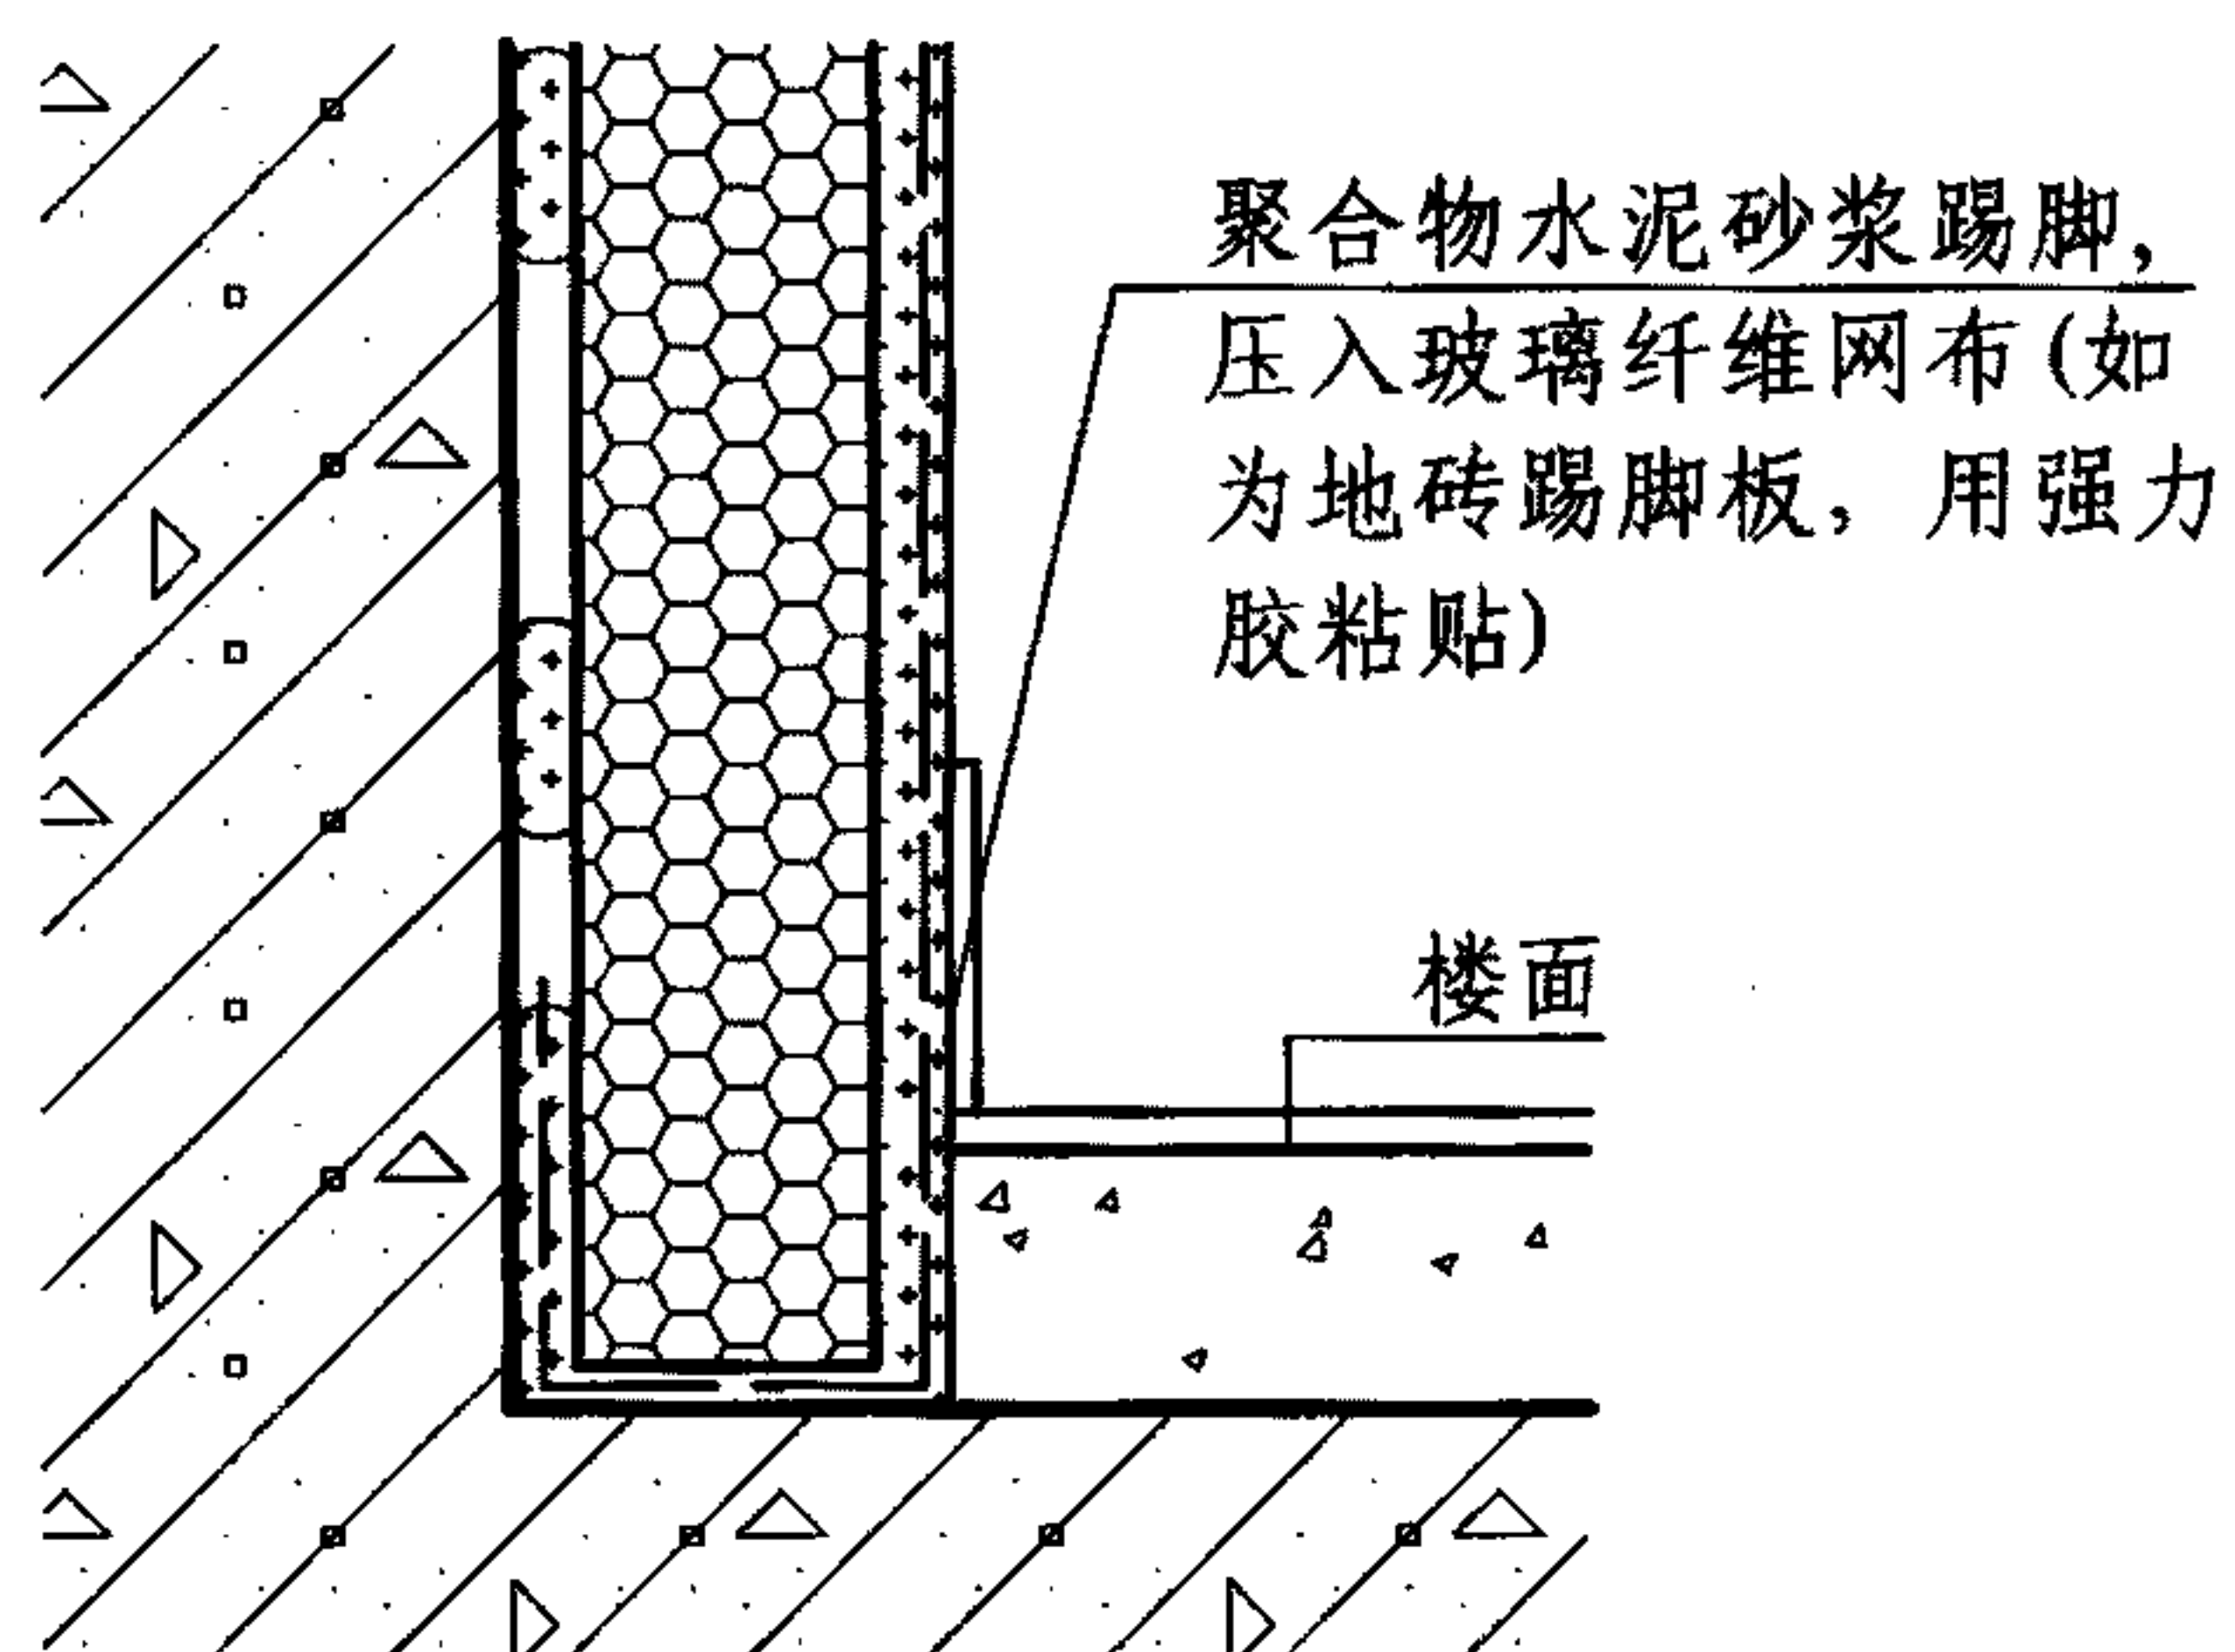 聚合物水泥砂浆踢脚，
压入玻璃纤维网布(如
为地砖踢脚板，用强力
胶粘贴)
楼面